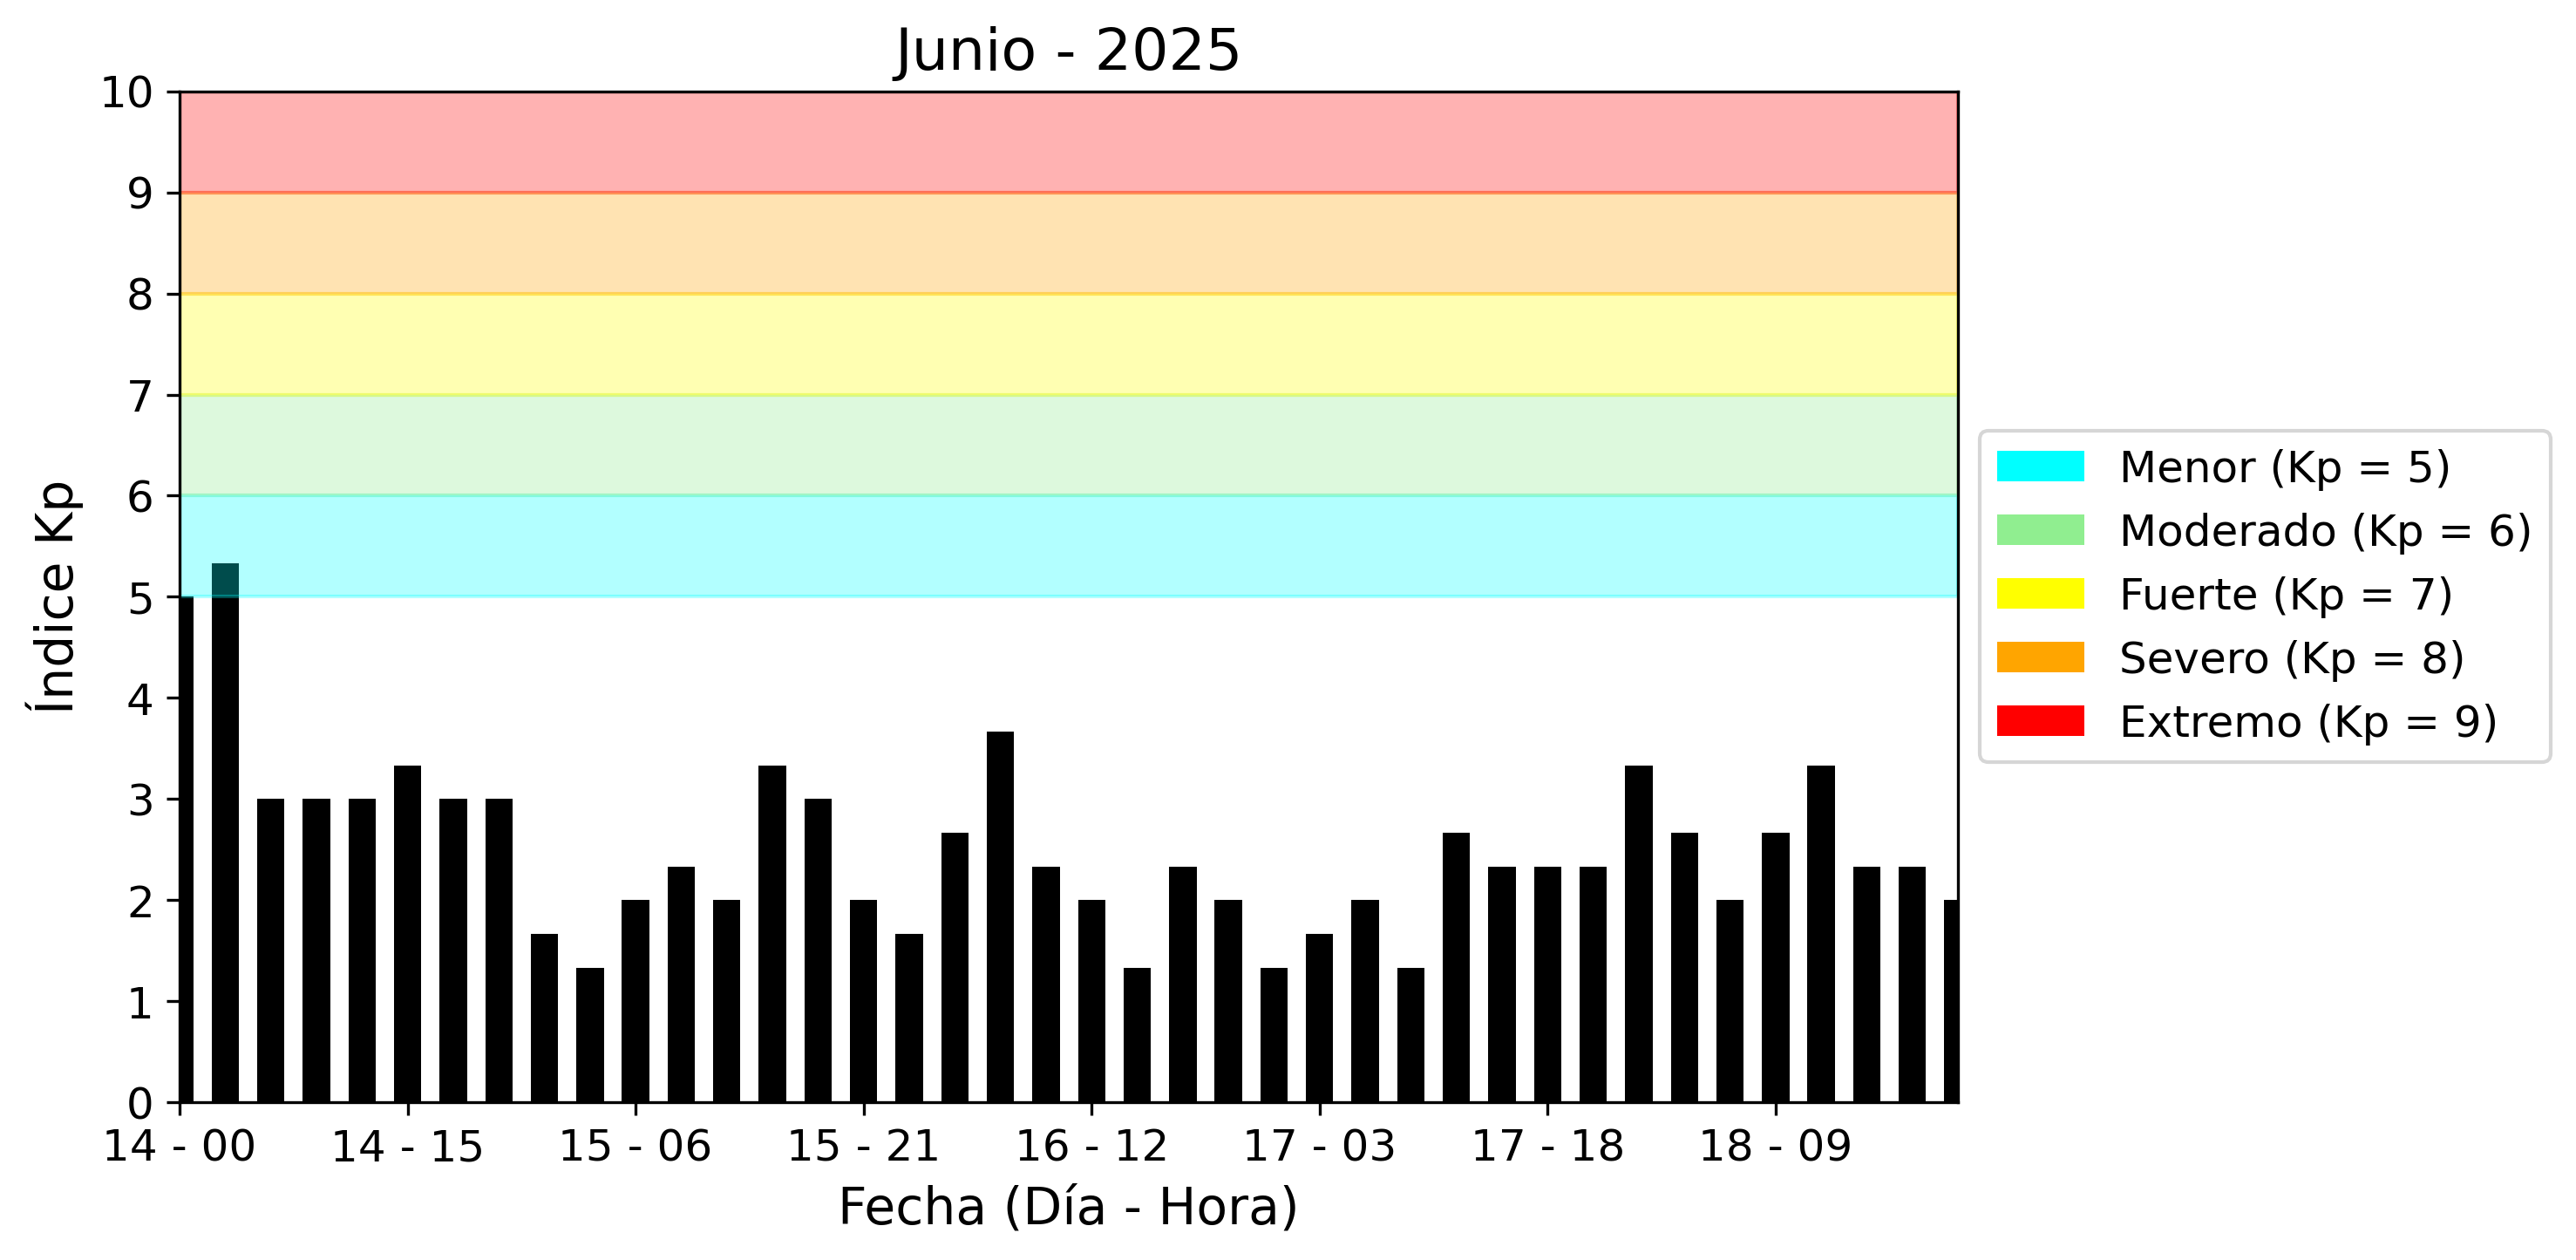 Junio - 2025
10
9
8
7
6
5
4
3
2
1
0
Índice Kp
14 - 00 14 - 15 15 - 06 15 - 21 16 - 12 17 - 03 17 - 18 18 - 09
Fecha (Día - Hora)
Menor (Kp = 5)
Moderado (Kp = 6)
Fuerte (Kp = 7)
Severo (Kp = 8)
Extremo (Kp = 9)